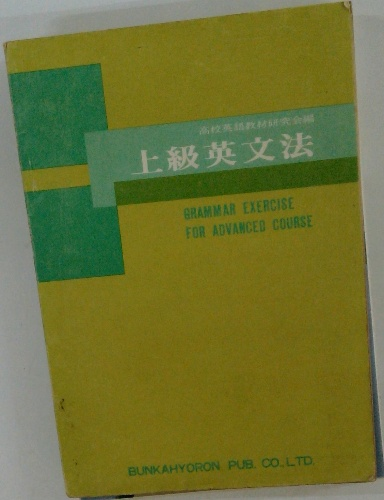 高校英語教材研究会編
上級英文法
GRAMMAR EXERCISE
FOR ADVANCED COURSE
BUNKAHYORON PUB. CO., LTD.